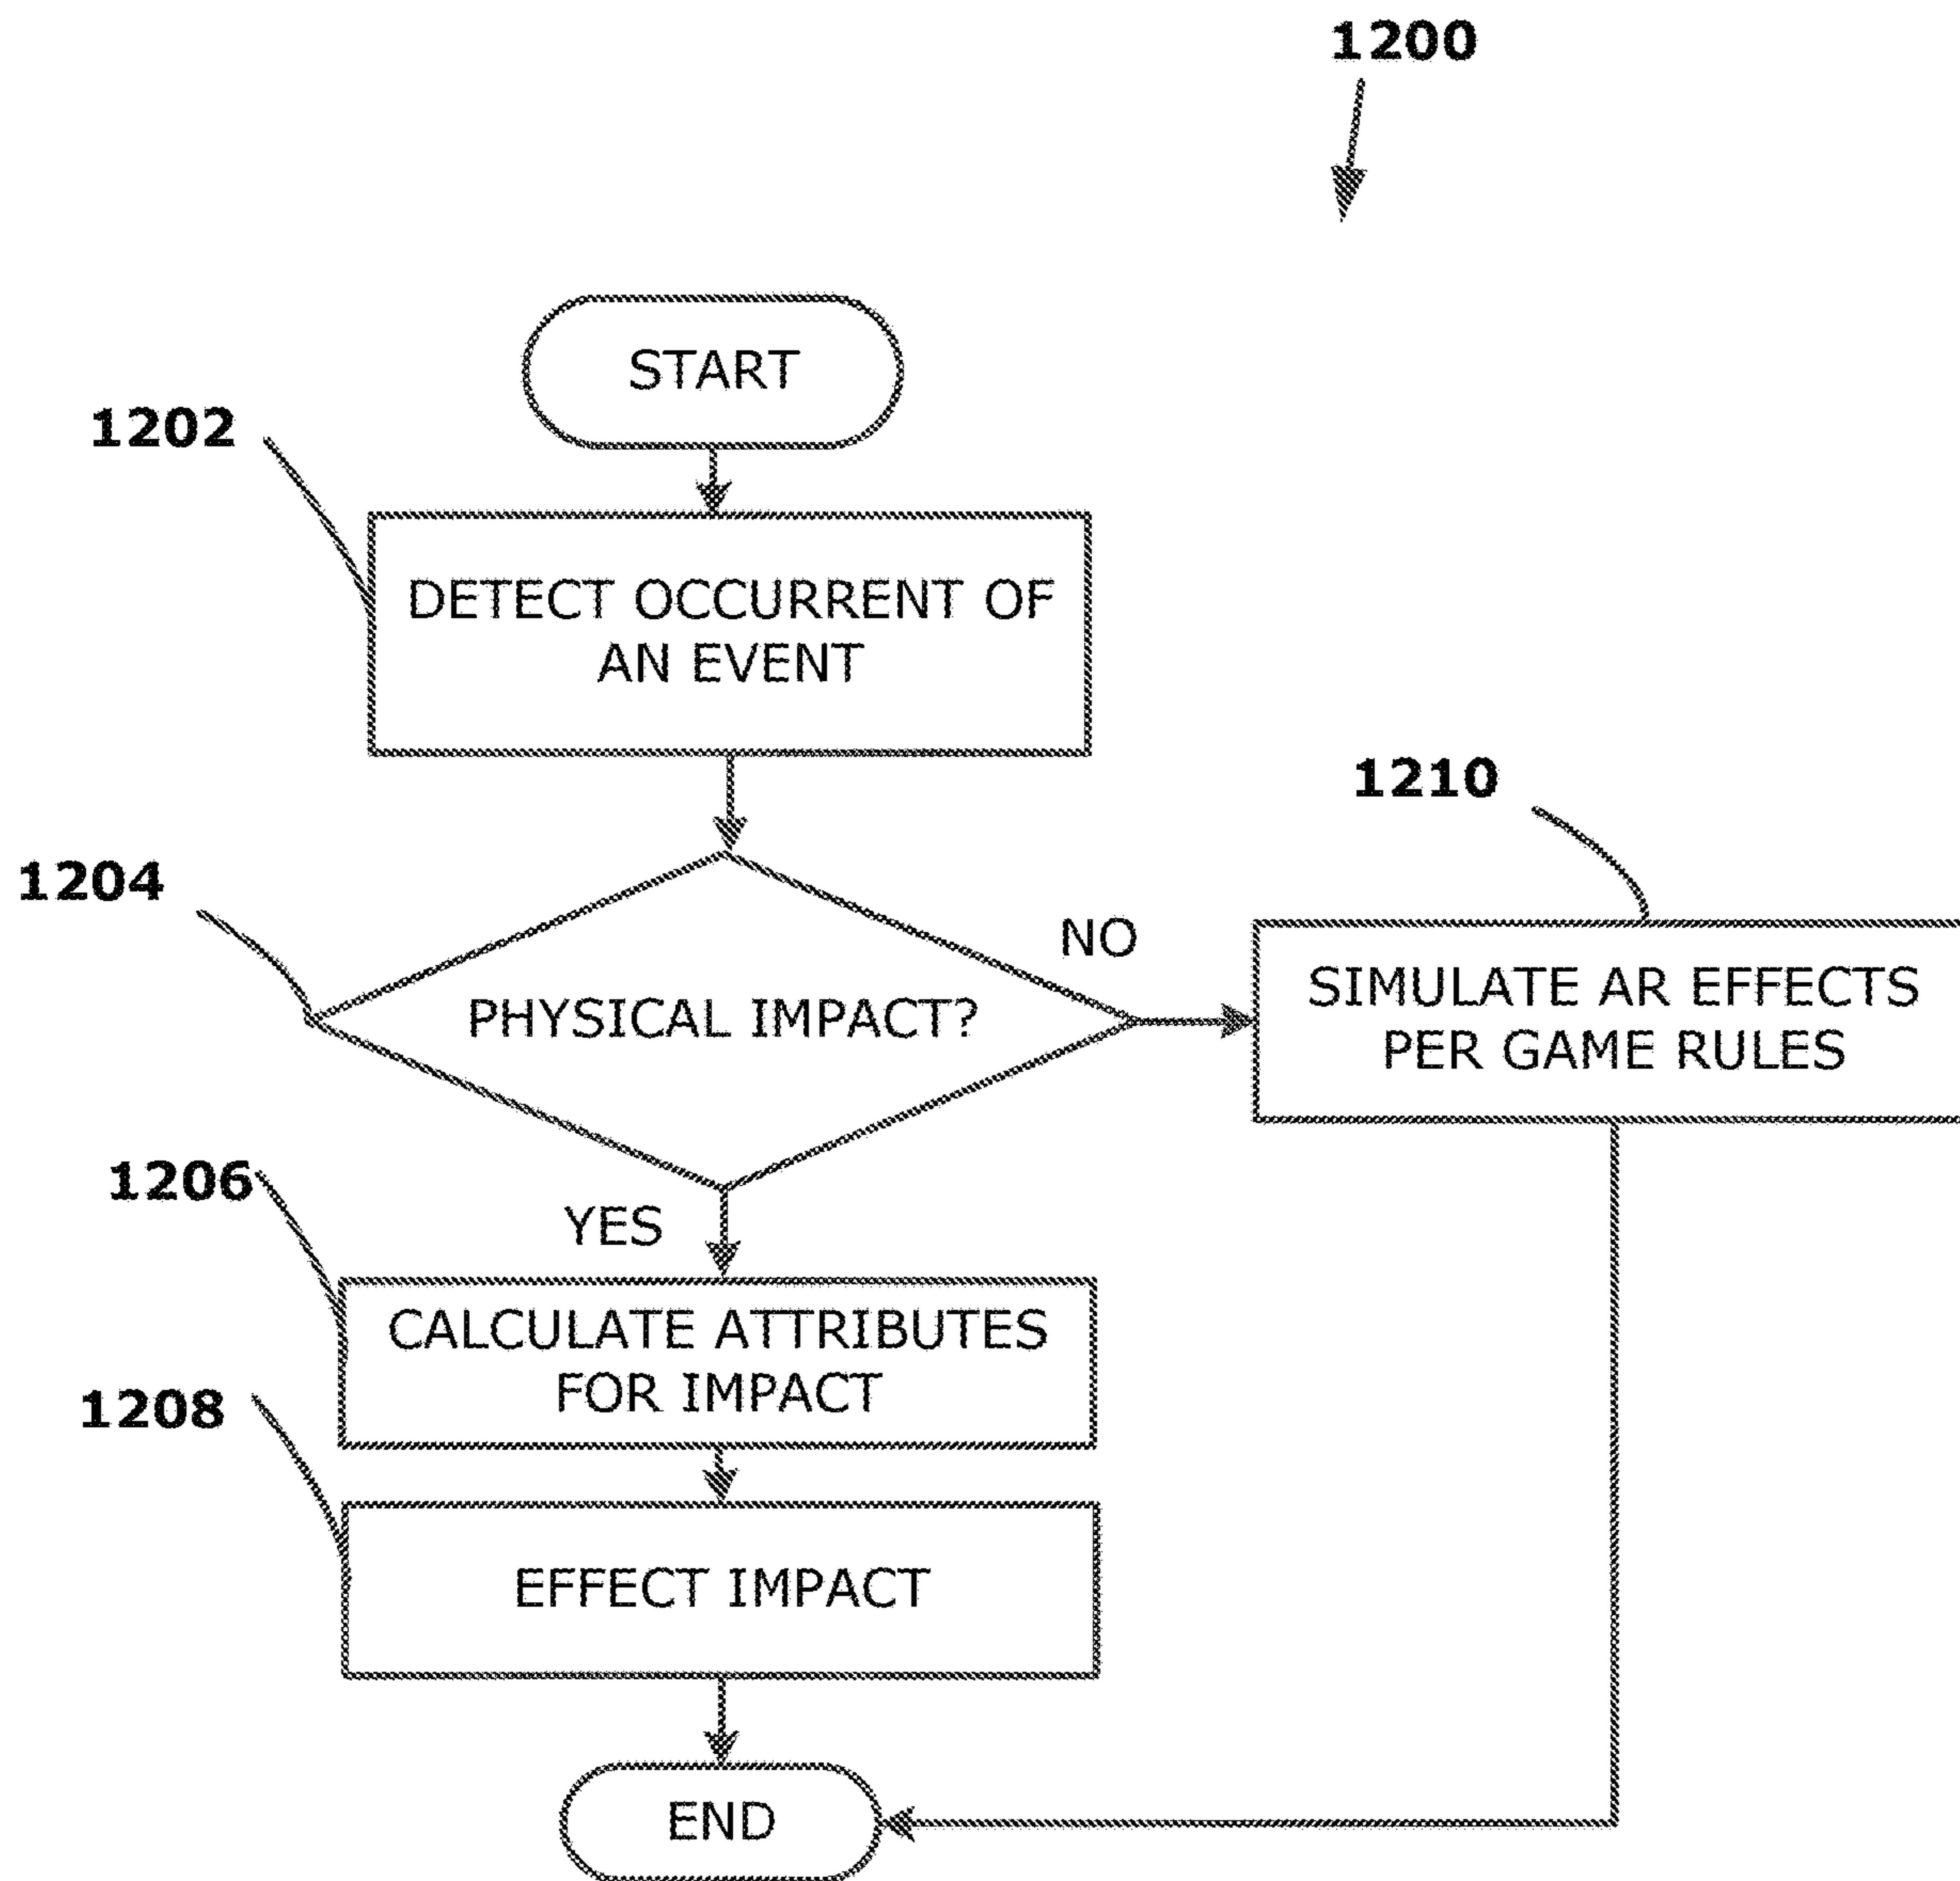 1200
START
1202
DETECT OCCURRENT OF
AN EVENT
1204
PHYSICAL IMPACT?
NO
1210
SIMULATE AR EFFECTS
PER GAME RULES
YES
1206
CALCULATE ATTRIBUTES
FOR IMPACT
1208
EFFECT IMPACT
END